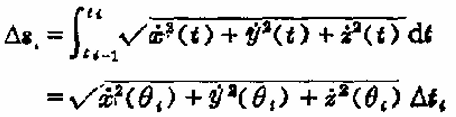 Δs_i = ∫_{t_{i-1}}^{t_i} √(ẋ²(t) + ẏ²(t) + ż²(t)) dt
= √(ẋ²(θ_i) + ẏ²(θ_i) + ż²(θ_i)) Δt_i